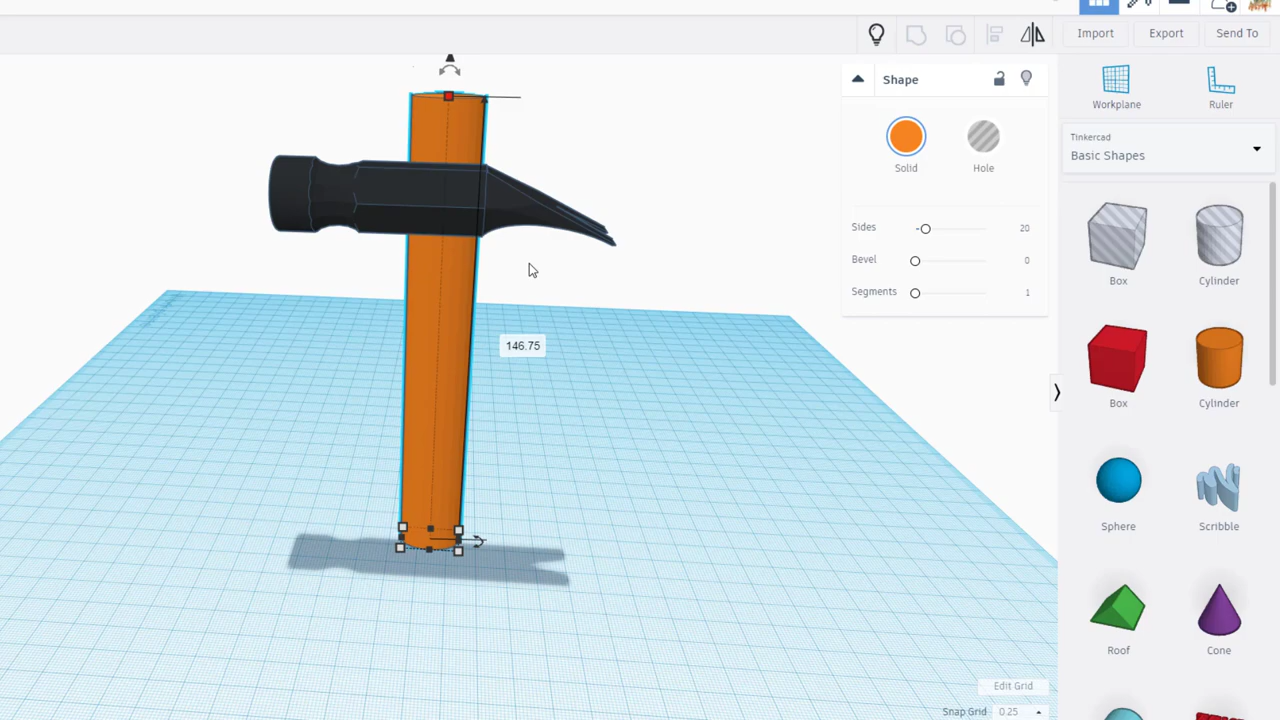 Import Export Send To
Shape
Workplane Ruler
Tinkercad
Basic Shapes
Solid Hole
Sides 20
Bevel 0
Segments 1
Box Cylinder
146.75
Box Cylinder
Sphere Scribble
Roof Cone
Edit Grid
Snap Grid 0.25